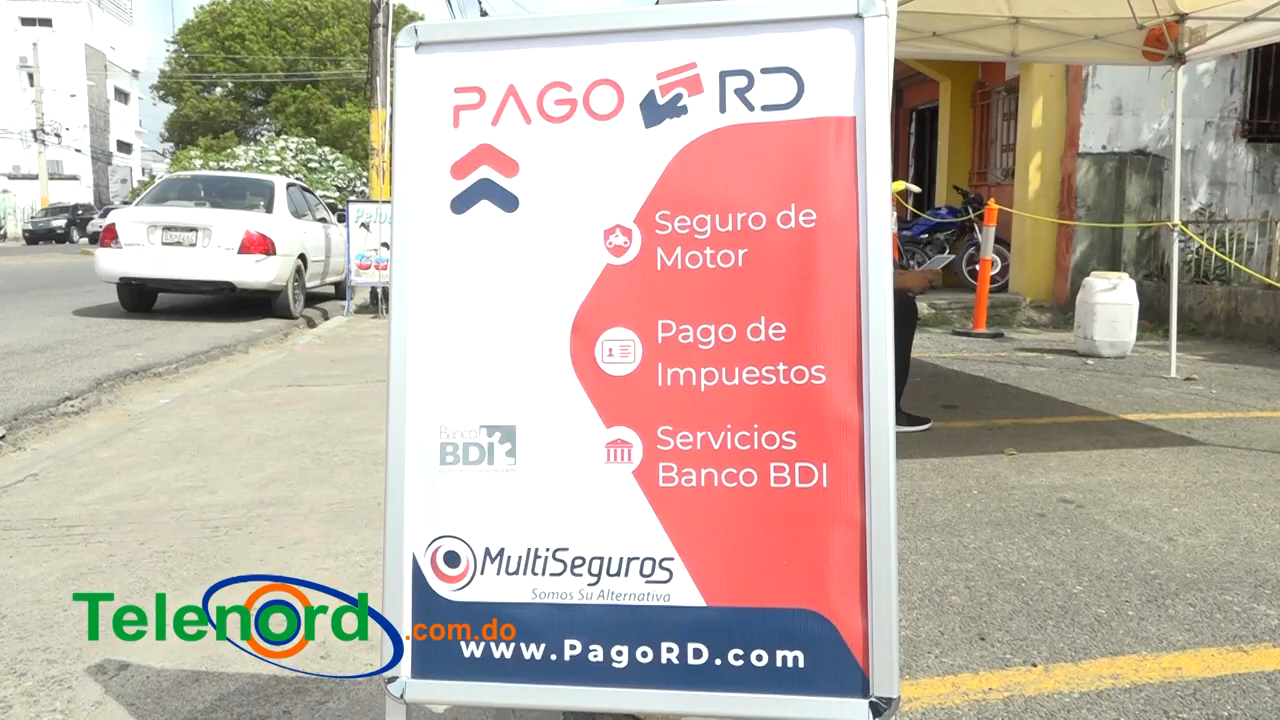 PAGO RD
Seguro de
Motor
Pago de
Impuestos
Servicios
Banco BDI
Banco
BDI
MultiSeguros
Somos Su Alternativa
www.PagoRD.com
Telenord.com.do